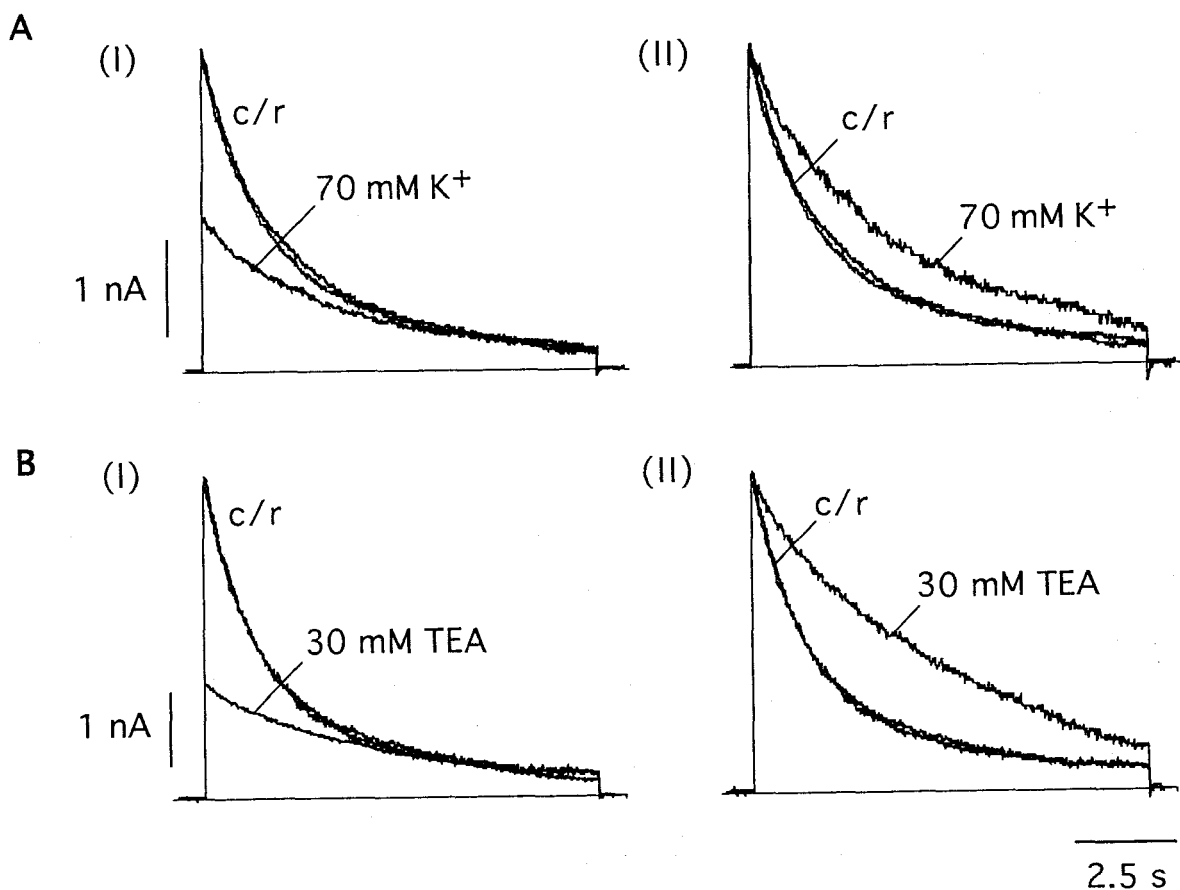 A
(I)
(II)
c/r
c/r
70 mM K+
70 mM K+
1 nA
B
(I)
(II)
c/r
c/r
30 mM TEA
30 mM TEA
1 nA
2.5 s